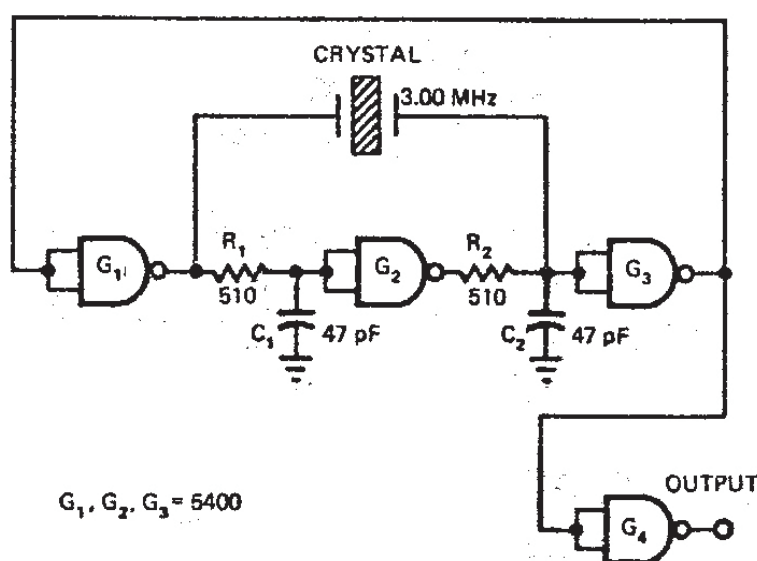 CRYSTAL
3.00 MHz
G₁
R₁
510
C₁
47 pF
G₂
R₂
510
C₂
47 pF
G₃
G₁, G₂, G₃ = 5400
OUTPUT
G₄